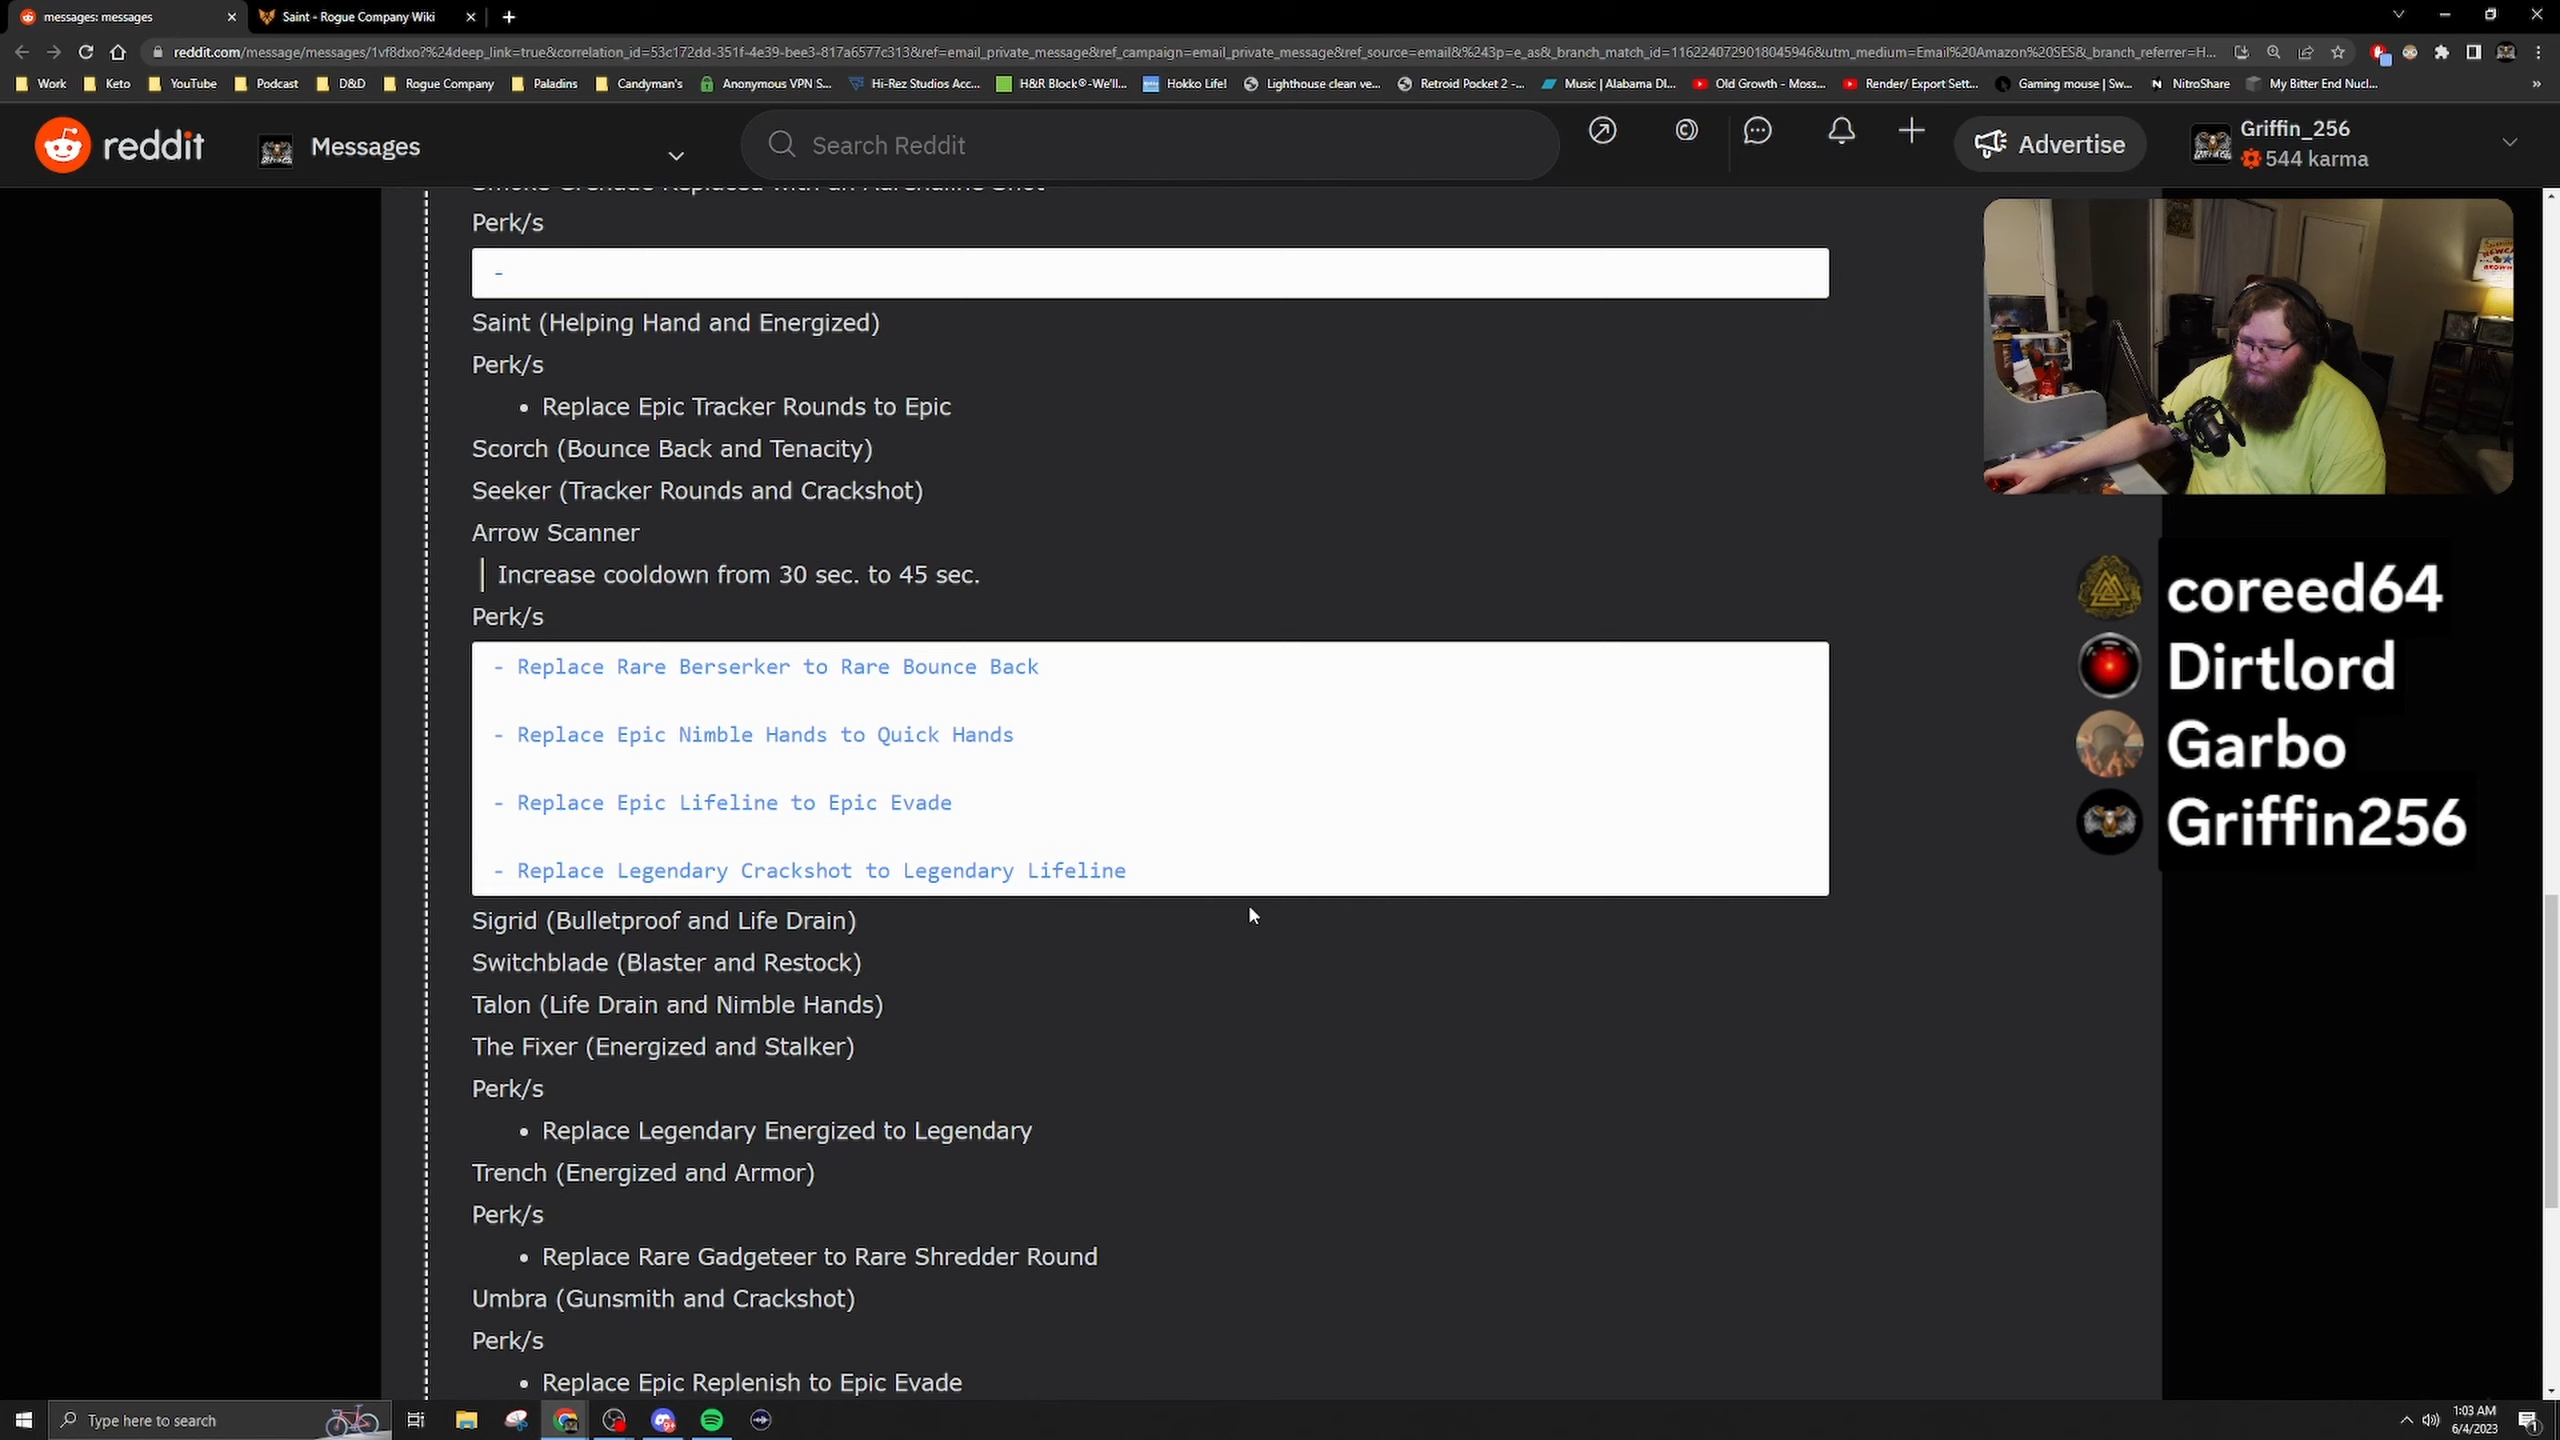 messages: messages
Saint - Rogue Company Wiki
reddit.com/message/messages/1vf8dxo?%24deep_link=true&correlation_id=53c172dd-351f-4e39-bee3-817a6577c313&ref=email_private_message&ref_campaign=email_private_message&ref_source=email&%243p=e_as&_branch_match_id=1162240729018045946&utm_medium=Email%20Amazon%20SES&_branch_referrer=H...
Work Keto YouTube Podcast D&D Rogue Company Paladins Candyman's Anonymous VPN S... Hi-Rez Studios Acc... H&R Block®-We'll... Hokko Life! Lighthouse clean ve... Retroid Pocket 2 -... Music | Alabama DI... Old Growth - Moss... Render/ Export Sett... Gaming mouse | Sw... NitroShare My Bitter End Nucl... »
reddit Messages Search Reddit Advertise Griffin_256
544 karma
Smoke Grenade Replaced with an Adrenaline Shot
Perk/s
-
Saint (Helping Hand and Energized)
Perk/s
• Replace Epic Tracker Rounds to Epic
Scorch (Bounce Back and Tenacity)
Seeker (Tracker Rounds and Crackshot)
Arrow Scanner
Increase cooldown from 30 sec. to 45 sec.
Perk/s
- Replace Rare Berserker to Rare Bounce Back
- Replace Epic Nimble Hands to Quick Hands
- Replace Epic Lifeline to Epic Evade
- Replace Legendary Crackshot to Legendary Lifeline
Sigrid (Bulletproof and Life Drain)
Switchblade (Blaster and Restock)
Talon (Life Drain and Nimble Hands)
The Fixer (Energized and Stalker)
Perk/s
• Replace Legendary Energized to Legendary
Trench (Energized and Armor)
Perk/s
• Replace Rare Gadgeteer to Rare Shredder Round
Umbra (Gunsmith and Crackshot)
Perk/s
• Replace Epic Replenish to Epic Evade
coreed64
Dirtlord
Garbo
Griffin256
Type here to search
1:03 AM
6/4/2023